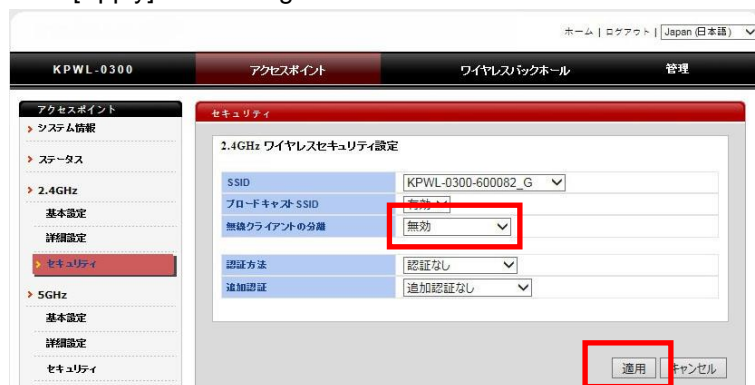 ホーム | ログアウト | Japan (日本語)
KPWL-0300 アクセスポイント ワイヤレスバックホール 管理
アクセスポイント
システム情報
ステータス
2.4GHz
基本設定
詳細設定
セキュリティ
5GHz
基本設定
詳細設定
セキュリティ
セキュリティ
2.4GHz ワイヤレスセキュリティ設定
SSID KPWL-0300-600082_G
ブロードキャスト SSID 有効
無線クライアントの分離 無効
認証方法 認証なし
追加認証 追加認証なし
適用 キャンセル